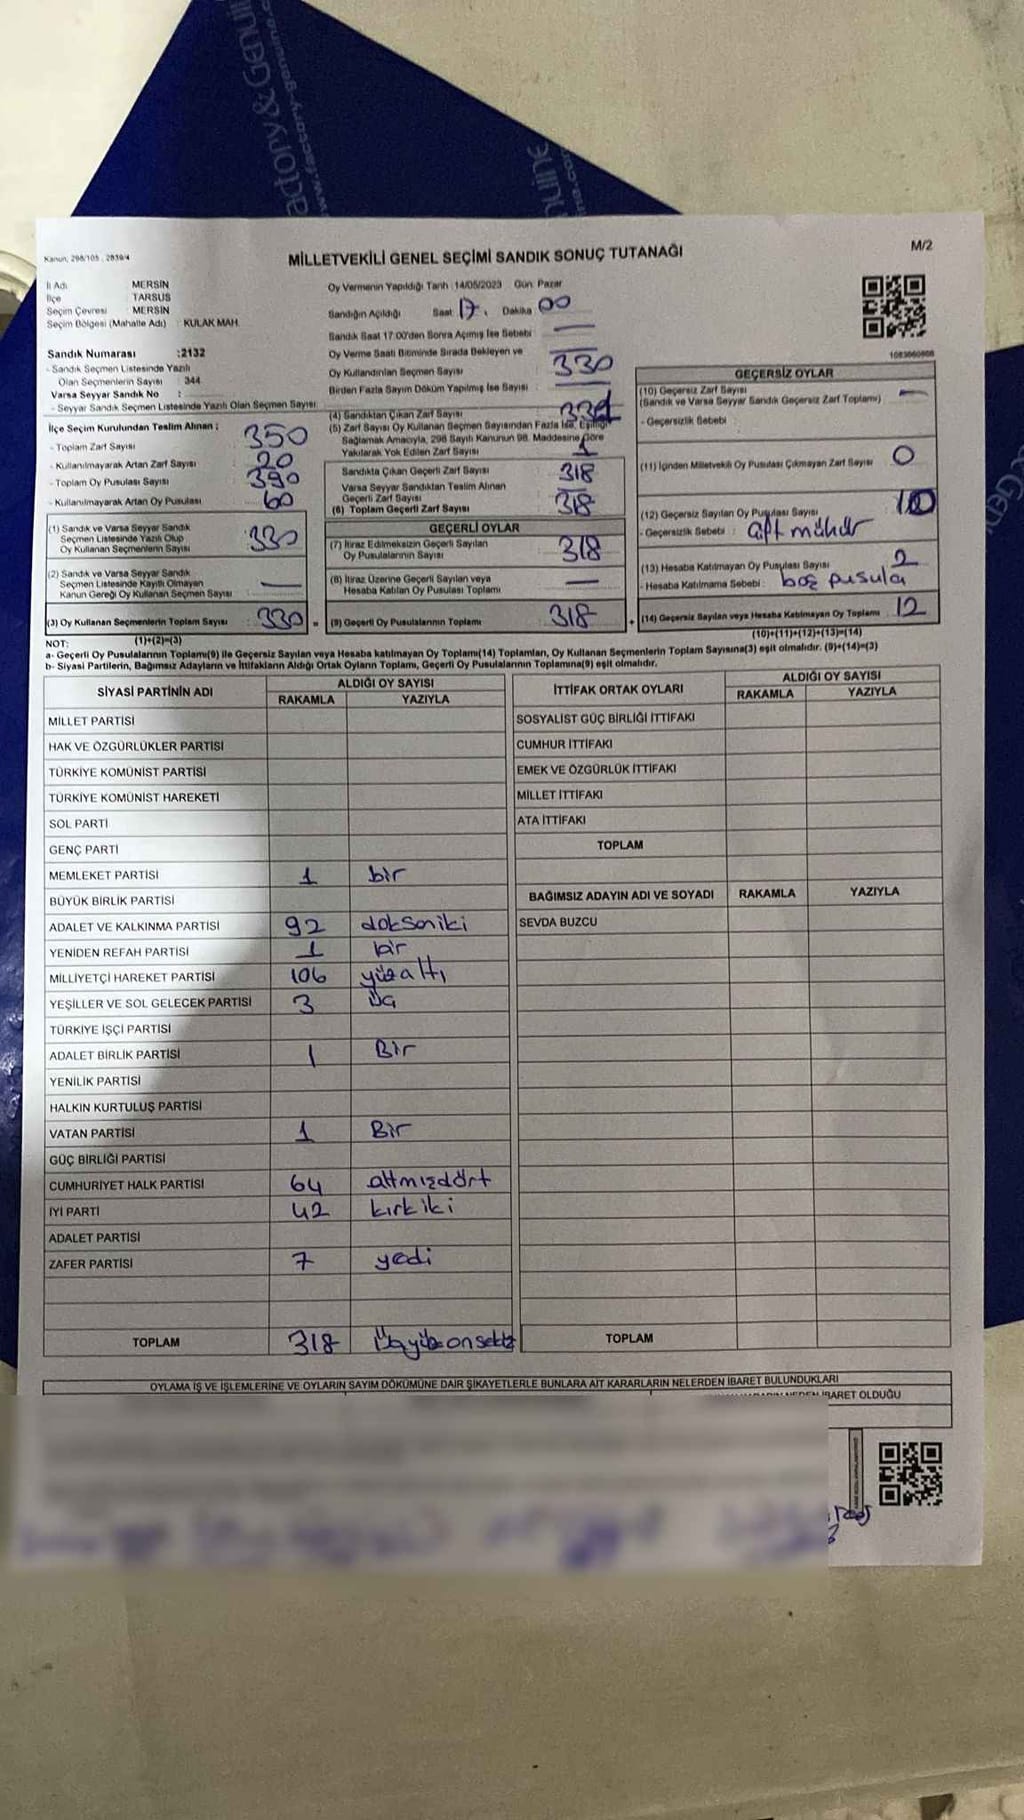 actory & Genui
www.factorygenuine.c
nuine
Kanun, 298/105 , 2839/4
MİLLETVEKİLİ GENEL SEÇİMİ SANDIK SONUÇ TUTANAĞI
M/2
İl Adı : MERSİN
İlçe : TARSUS
Seçim Çevresi : MERSİN
Seçim Bölgesi (Mahalle Adı) : KULAK MAH.
Sandık Numarası :2132
- Sandık Seçmen Listesinde Yazılı
Olan Seçmenlerin Sayısı : 344
Varsa Seyyar Sandık No :
- Seyyar Sandık Seçmen Listesinde Yazılı Olan Seçmen Sayısı:
İlçe Seçim Kurulundan Teslim Alınan ;
- Toplam Zarf Sayısı : 350
- Kullanılmayarak Artan Zarf Sayısı : 20
- Toplam Oy Pusulası Sayısı : 390
- Kullanılmayarak Artan Oy Pusulası : 60
(1) Sandık ve Varsa Seyyar Sandık
Seçmen Listesinde Yazılı Olup
Oy Kullanan Seçmenlerin Sayısı : 330
(2) Sandık ve Varsa Seyyar Sandık
Seçmen Listesinde Kayıtlı Olmayan
Kanun Gereği Oy Kullanan Seçmen Sayısı : —
(3) Oy Kullanan Seçmenlerin Toplam Sayısı : 330
(1)+(2)=(3)
Oy Vermenin Yapıldığı Tarih :14/05/2023 Gün: Pazar
Sandığın Açıldığı Saat : 17. Dakika : 00
Sandık Saat 17:00'den Sonra Açılmış İse Sebebi : —
Oy Verme Saati Bitiminde Sırada Bekleyen ve
Oy Kullandırılan Seçmen Sayısı : 330
Birden Fazla Sayım Döküm Yapılmış İse Sayısı : —
(4) Sandıktan Çıkan Zarf Sayısı : 331
(5) Zarf Sayısı Oy Kullanan Seçmen Sayısından Fazla İse, Eşitliği
Sağlamak Amacıyla, 298 Sayılı Kanunun 98. Maddesine Göre
Yakılarak Yok Edilen Zarf Sayısı : 1
Sandıkta Çıkan Geçerli Zarf Sayısı : 318
Varsa Seyyar Sandıktan Teslim Alınan
Geçerli Zarf Sayısı
(6) Toplam Geçerli Zarf Sayısı : 318
GEÇERLİ OYLAR
(7) İtiraz Edilmeksizin Geçerli Sayılan
Oy Pusulalarının Sayısı : 318
(8) İtiraz Üzerine Geçerli Sayılan veya
Hesaba Katılan Oy Pusulası Toplamı : —
= (9) Geçerli Oy Pusulalarının Toplamı : 318
1083060608
GEÇERSİZ OYLAR
(10) Geçersiz Zarf Sayısı : —
(Sandık ve Varsa Seyyar Sandık Geçersiz Zarf Toplamı)
- Geçersizlik Sebebi :
(11) İçinden Milletvekili Oy Pusulası Çıkmayan Zarf Sayısı : 0
(12) Geçersiz Sayılan Oy Pusulası Sayısı : 10
- Geçersizlik Sebebi : çift mühür
(13) Hesaba Katılmayan Oy Pusulası Sayısı : 2
- Hesaba Katılmama Sebebi : boş pusula
+ (14) Geçersiz Sayılan veya Hesaba Katılmayan Oy Toplamı : 12
(10)+(11)+(12)+(13)=(14)
NOT:
a- Geçerli Oy Pusulalarının Toplamı(9) ile Geçersiz Sayılan veya Hesaba katılmayan Oy Toplamı(14) Toplamları, Oy Kullanan Seçmenlerin Toplam Sayısına(3) eşit olmalıdır. (9)+(14)=(3)
b- Siyasi Partilerin, Bağımsız Adayların ve İttifakların Aldığı Ortak Oyların Toplamı, Geçerli Oy Pusulalarının Toplamına(9) eşit olmalıdır.
SİYASİ PARTİNİN ADI
ALDIĞI OY SAYISI
RAKAMLA YAZIYLA
MİLLET PARTİSİ
HAK VE ÖZGÜRLÜKLER PARTİSİ
TÜRKİYE KOMÜNİST PARTİSİ
TÜRKİYE KOMÜNİST HAREKETİ
SOL PARTİ
GENÇ PARTİ
MEMLEKET PARTİSİ 1 bir
BÜYÜK BİRLİK PARTİSİ
ADALET VE KALKINMA PARTİSİ 92 doksaniki
YENİDEN REFAH PARTİSİ 1 bir
MİLLİYETÇİ HAREKET PARTİSİ 106 yüzaltı
YEŞİLLER VE SOL GELECEK PARTİSİ 3 Üç
TÜRKİYE İŞÇİ PARTİSİ
ADALET BİRLİK PARTİSİ 1 Bir
YENİLİK PARTİSİ
HALKIN KURTULUŞ PARTİSİ
VATAN PARTİSİ 1 Bir
GÜÇ BİRLİĞİ PARTİSİ
CUMHURİYET HALK PARTİSİ 64 altmışdört
İYİ PARTİ 42 kırkiki
ADALET PARTİSİ
ZAFER PARTİSİ 7 yedi
TOPLAM 318 Üçyüzonsekiz
İTTİFAK ORTAK OYLARI
ALDIĞI OY SAYISI
RAKAMLA YAZIYLA
SOSYALİST GÜÇ BİRLİĞİ İTTİFAKI
CUMHUR İTTİFAKI
EMEK VE ÖZGÜRLÜK İTTİFAKI
MİLLET İTTİFAKI
ATA İTTİFAKI
TOPLAM
BAĞIMSIZ ADAYIN ADI VE SOYADI RAKAMLA YAZIYLA
SEVDA BUZCU
TOPLAM
OYLAMA İŞ VE İŞLEMLERİNE VE OYLARIN SAYIM DÖKÜMÜNE DAİR ŞİKAYETLERLE BUNLARA AİT KARARLARIN NELERDEN İBARET BULUNDUKLARI
İBARET OLDUĞU